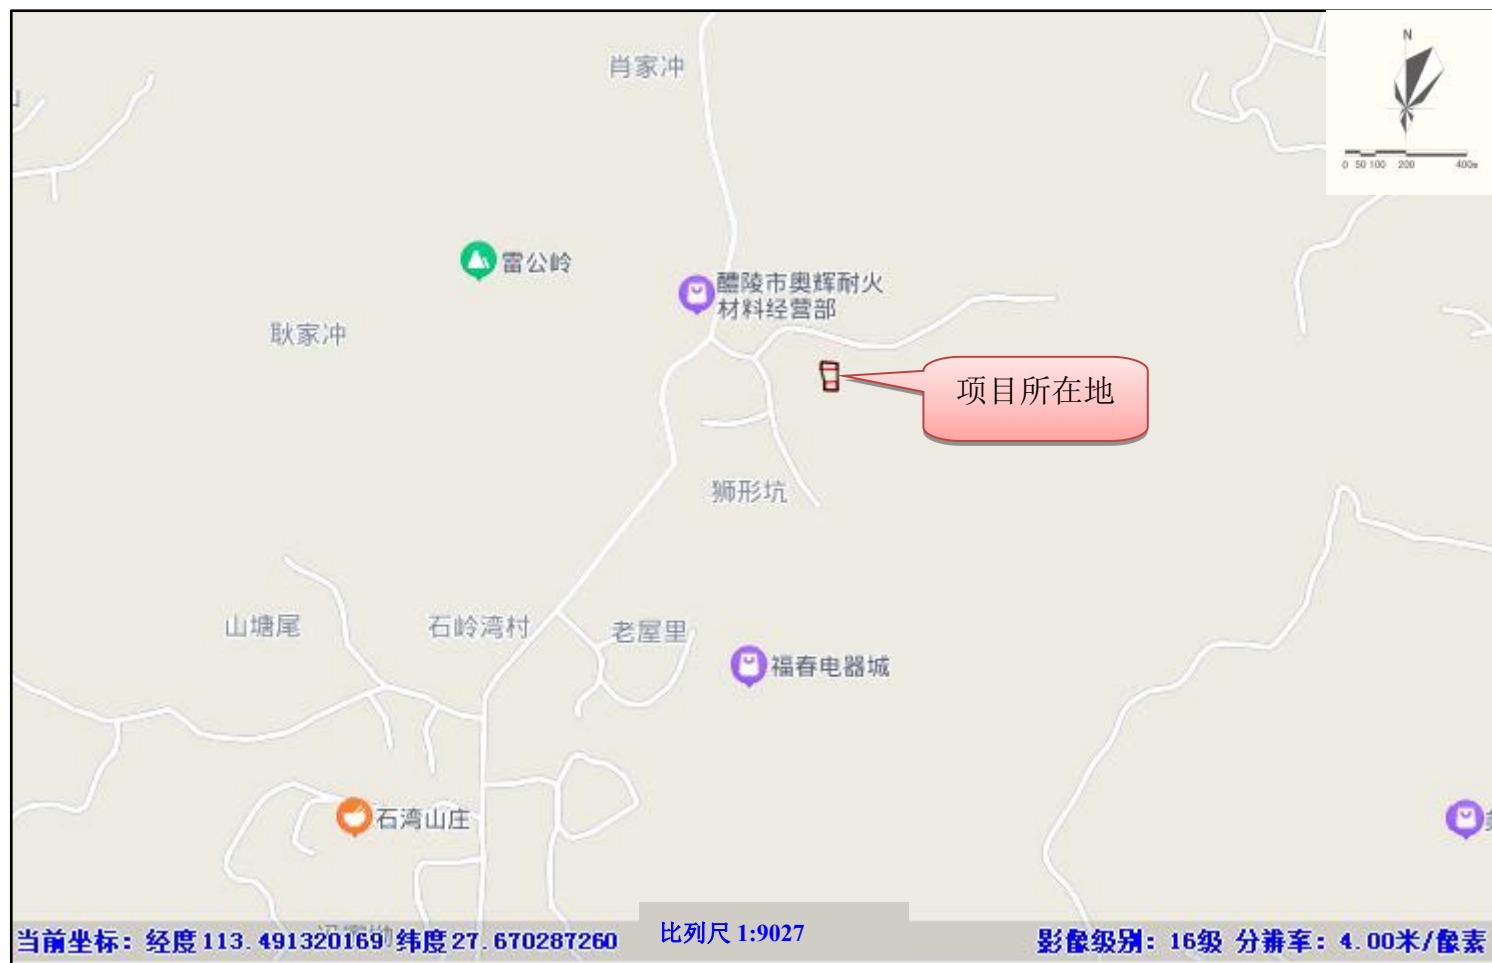 N
0 50 100 200 400m
肖家冲
山
雷公岭
醴陵市奥辉耐火
材料经营部
耿家冲
项目所在地
狮形坑
山塘尾
石岭湾村
老屋里
福春电器城
石湾山庄
当前坐标：经度113.491320169 纬度27.670287260
比列尺 1:9027
影像级别：16级 分辨率：4.00米/像素